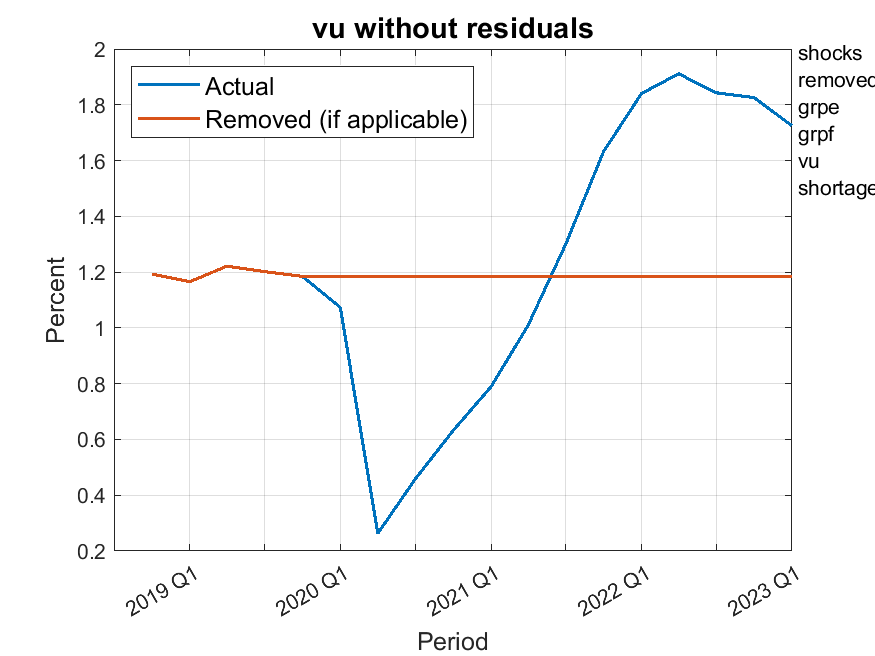 vu without residuals
Actual
Removed (if applicable)
shocks
removed
grpe
grpf
vu
shortage
Percent
2
1.8
1.6
1.4
1.2
1
0.8
0.6
0.4
0.2
2019 Q1
2020 Q1
2021 Q1
2022 Q1
2023 Q1
Period